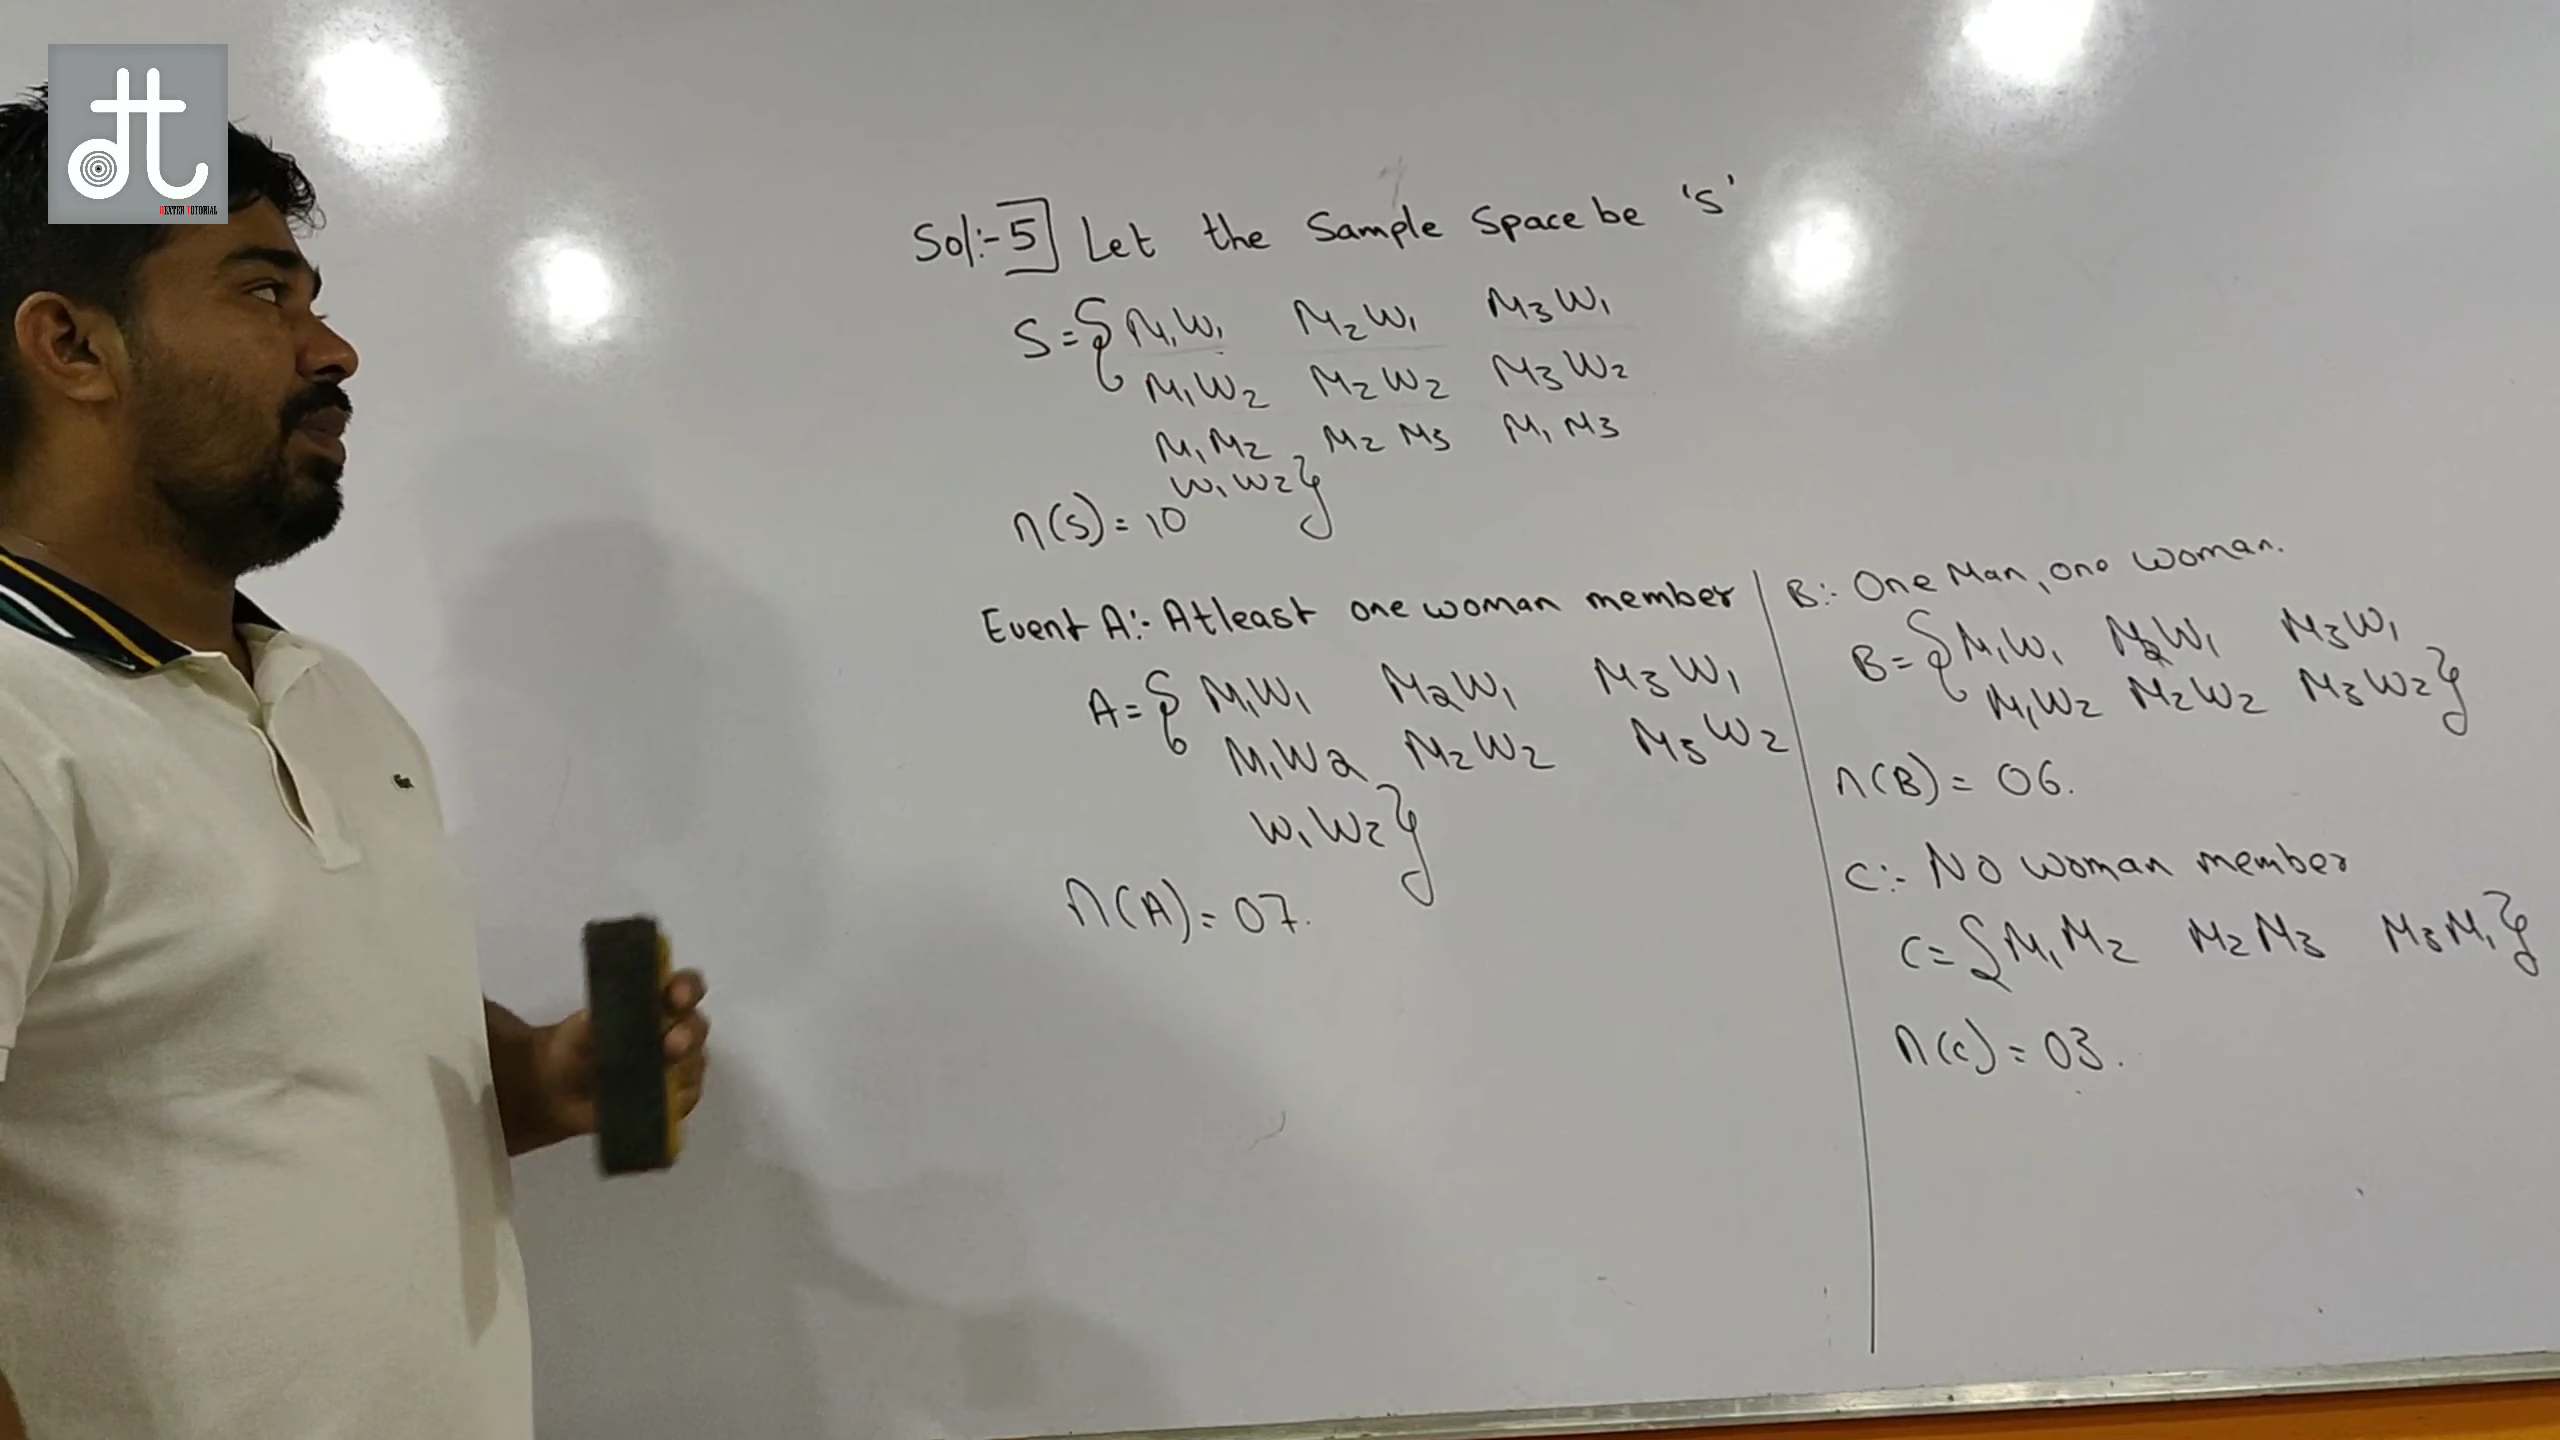 DEXTER TUTORIAL
Sol:-5] Let the Sample Space be 'S'
S={M1W1 M2W1 M3W1
M1W2 M2W2 M3W2
M1M2 M2M3 M1M3
W1W2}
n(S)=10
Event A:- Atleast one woman member
A={M1W1 M2W1 M3W1
M1W2 M2W2 M3W2
W1W2}
n(A)=07.
B:- One Man, one woman.
B={M1W1 M2W1 M3W1
M1W2 M2W2 M3W2}
n(B)=06.
C:- No woman member
C={M1M2 M2M3 M3M1}
n(C)=03.